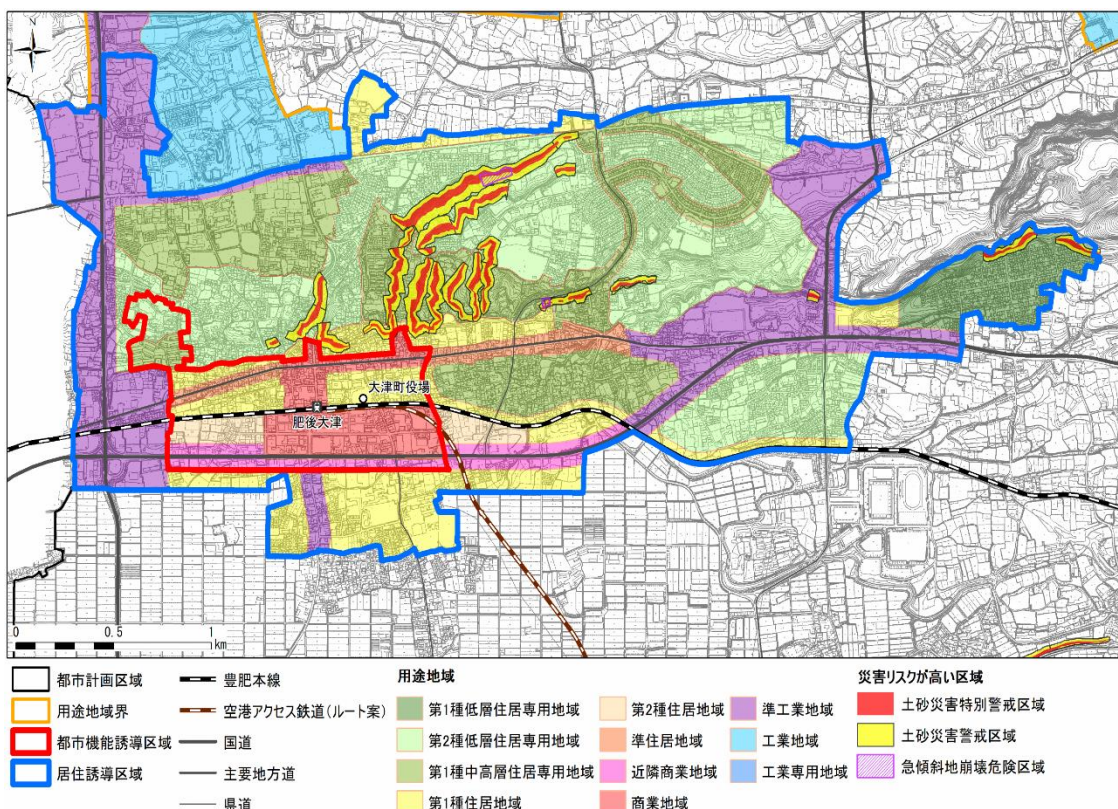 N
大津町役場
肥後大津
0 0.5 1
km
都市計画区域
用途地域界
都市機能誘導区域
居住誘導区域
豊肥本線
空港アクセス鉄道(ルート案)
国道
主要地方道
県道
用途地域
第1種低層住居専用地域
第2種低層住居専用地域
第1種中高層住居専用地域
第1種住居地域
第2種住居地域
準住居地域
近隣商業地域
商業地域
準工業地域
工業地域
工業専用地域
災害リスクが高い区域
土砂災害特別警戒区域
土砂災害警戒区域
急傾斜地崩壊危険区域